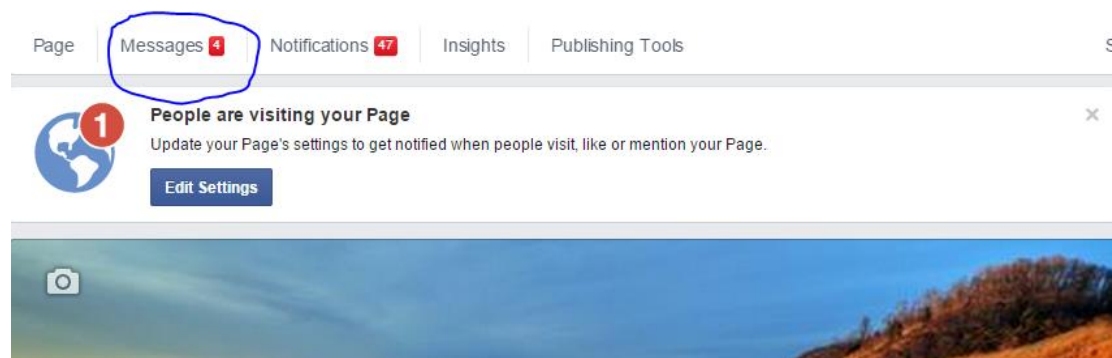 Page Messages 4 Notifications 47 Insights Publishing Tools S
1
People are visiting your Page
Update your Page's settings to get notified when people visit, like or mention your Page.
Edit Settings